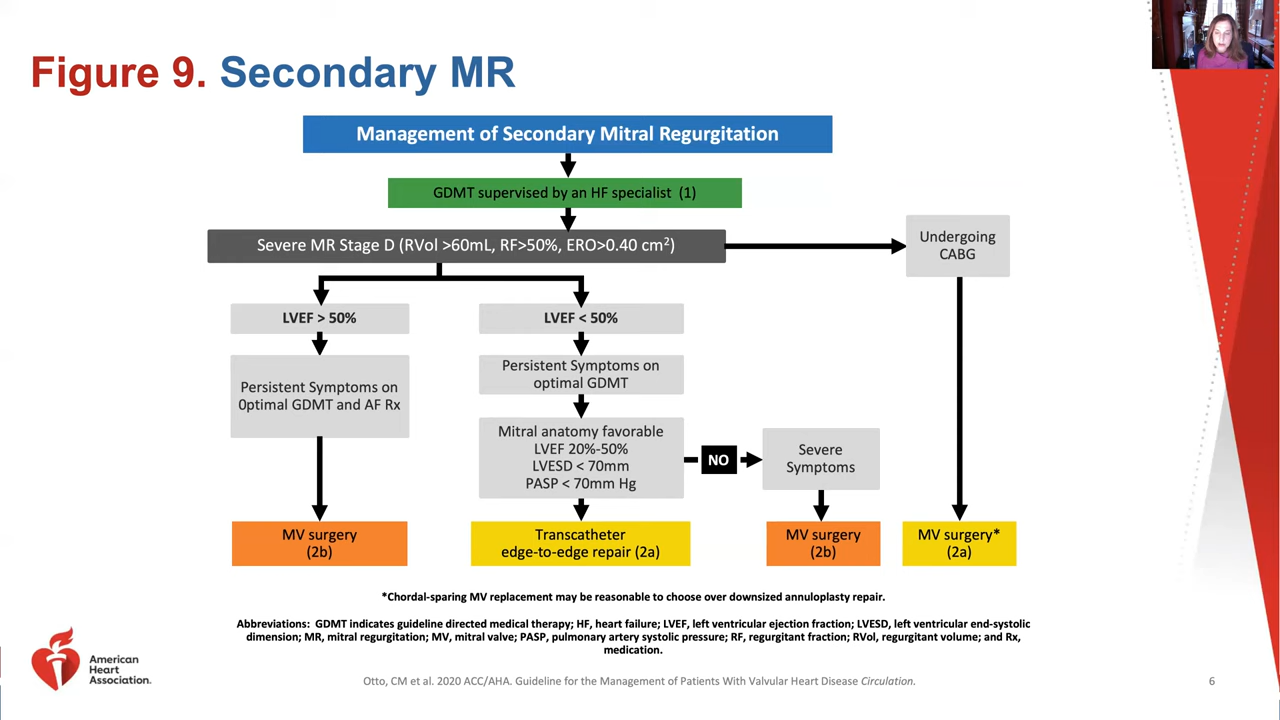 Figure 9. Secondary MR
Management of Secondary Mitral Regurgitation
GDMT supervised by an HF specialist (1)
Severe MR Stage D (RVol >60mL, RF>50%, ERO>0.40 cm²)
Undergoing
CABG
LVEF > 50%
LVEF < 50%
Persistent Symptoms on
0ptimal GDMT and AF Rx
Persistent Symptoms on
optimal GDMT
Mitral anatomy favorable
LVEF 20%-50%
LVESD < 70mm
PASP < 70mm Hg
NO
Severe
Symptoms
MV surgery
(2b)
Transcatheter
edge-to-edge repair (2a)
MV surgery
(2b)
MV surgery*
(2a)
*Chordal-sparing MV replacement may be reasonable to choose over downsized annuloplasty repair.
Abbreviations: GDMT indicates guideline directed medical therapy; HF, heart failure; LVEF, left ventricular ejection fraction; LVESD, left ventricular end-systolic
dimension; MR, mitral regurgitation; MV, mitral valve; PASP, pulmonary artery systolic pressure; RF, regurgitant fraction; RVol, regurgitant volume; and Rx,
medication.
American
Heart
Association.
Otto, CM et al. 2020 ACC/AHA. Guideline for the Management of Patients With Valvular Heart Disease Circulation.
6